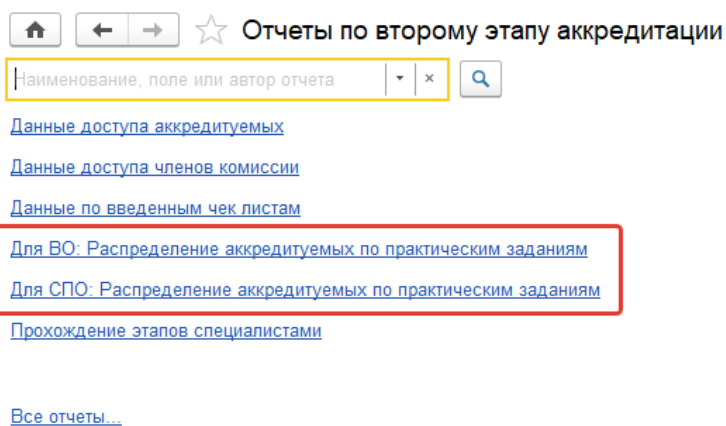 Отчеты по второму этапу аккредитации
Наименование, поле или автор отчета
Данные доступа аккредитуемых
Данные доступа членов комиссии
Данные по введенным чек листам
Для ВО: Распределение аккредитуемых по практическим заданиям
Для СПО: Распределение аккредитуемых по практическим заданиям
Прохождение этапов специалистами
Все отчеты...